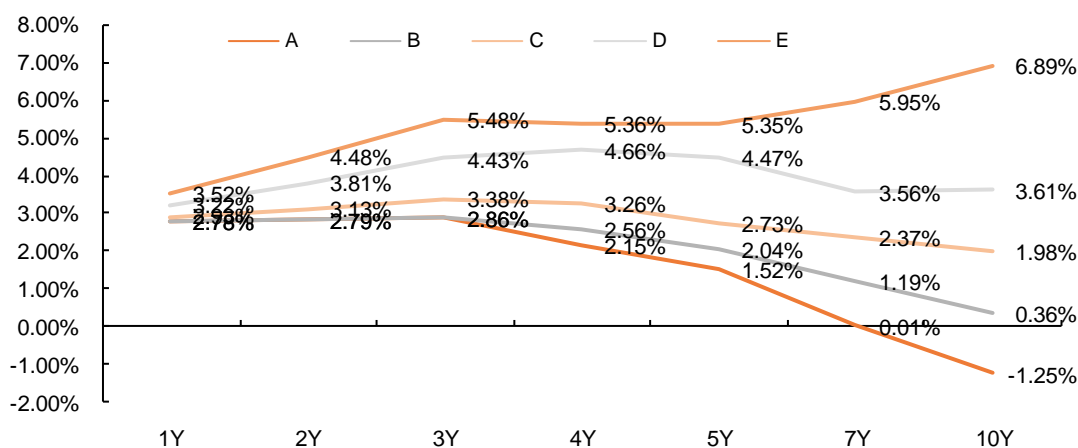 8.00%
7.00%
6.00%
5.00%
4.00%
3.00%
2.00%
1.00%
0.00%
-1.00%
-2.00%
A B C D E
3.52% 4.48% 5.48% 5.36% 5.35% 5.95% 6.89%
3.22% 3.81% 4.43% 4.66% 4.47% 3.56% 3.61%
3.13% 3.38% 3.26% 2.73% 2.37% 1.98%
2.78% 2.79% 2.86% 2.56% 2.04% 1.19% 0.36%
2.15% 1.52% 0.01% -1.25%
1Y 2Y 3Y 4Y 5Y 7Y 10Y